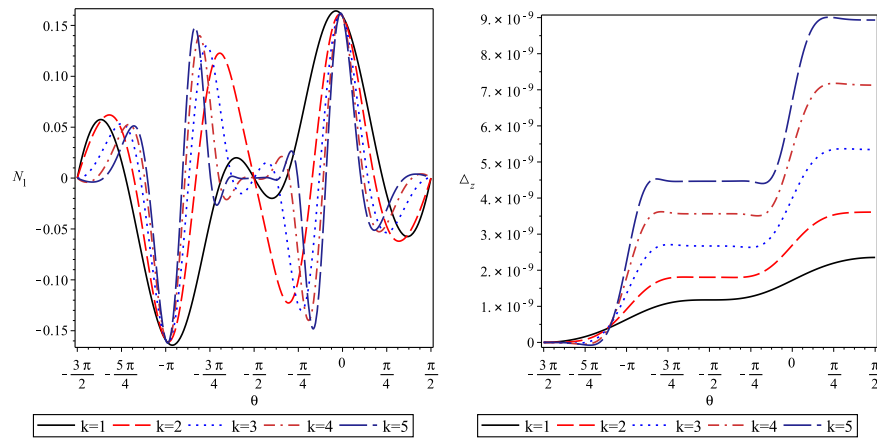 0.15
0.10
0.05
N₁ 0
−0.05
−0.10
−0.15
−3π/2 −5π/4 −π −3π/4 −π/2 −π/4 0 π/4 π/2
θ
k=1 k=2 k=3 k=4 k=5
9. × 10⁻⁹
8. × 10⁻⁹
7. × 10⁻⁹
6. × 10⁻⁹
5. × 10⁻⁹
△z
4. × 10⁻⁹
3. × 10⁻⁹
2. × 10⁻⁹
1. × 10⁻⁹
0
−3π/2 −π −3π/4 −π/2 −π/4 0 π/4 π/2
θ
k=1 k=2 k=3 k=4 k=5